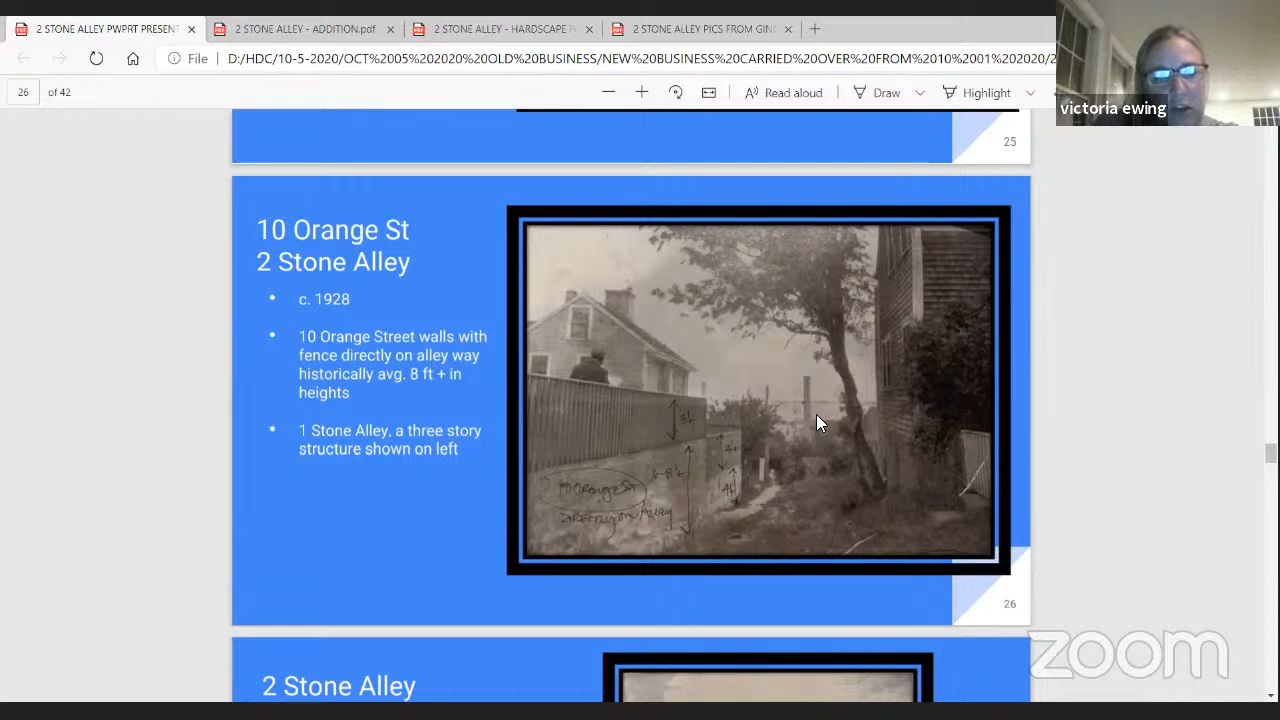 2 STONE ALLEY PWPRT PRESENT
2 STONE ALLEY - ADDITION.pdf
2 STONE ALLEY - HARDSCAPE P
2 STONE ALLEY PICS FROM GIN
File
D:/HDC/10-5-2020/OCT%2005%202020%20OLD%20BUSINESS/NEW%20BUSINESS%20CARRIED%20OVER%20FROM%2010%201001%202020/2
26 of 42
Read aloud
Draw
Highlight
victoria ewing
25
10 Orange St
2 Stone Alley
• c. 1928
• 10 Orange Street walls with
fence directly on alley way
historically avg. 8 ft + in
heights
• 1 Stone Alley, a three story
structure shown on left
10 Orange St
Directly on Alley
26
zoom
2 Stone Alley